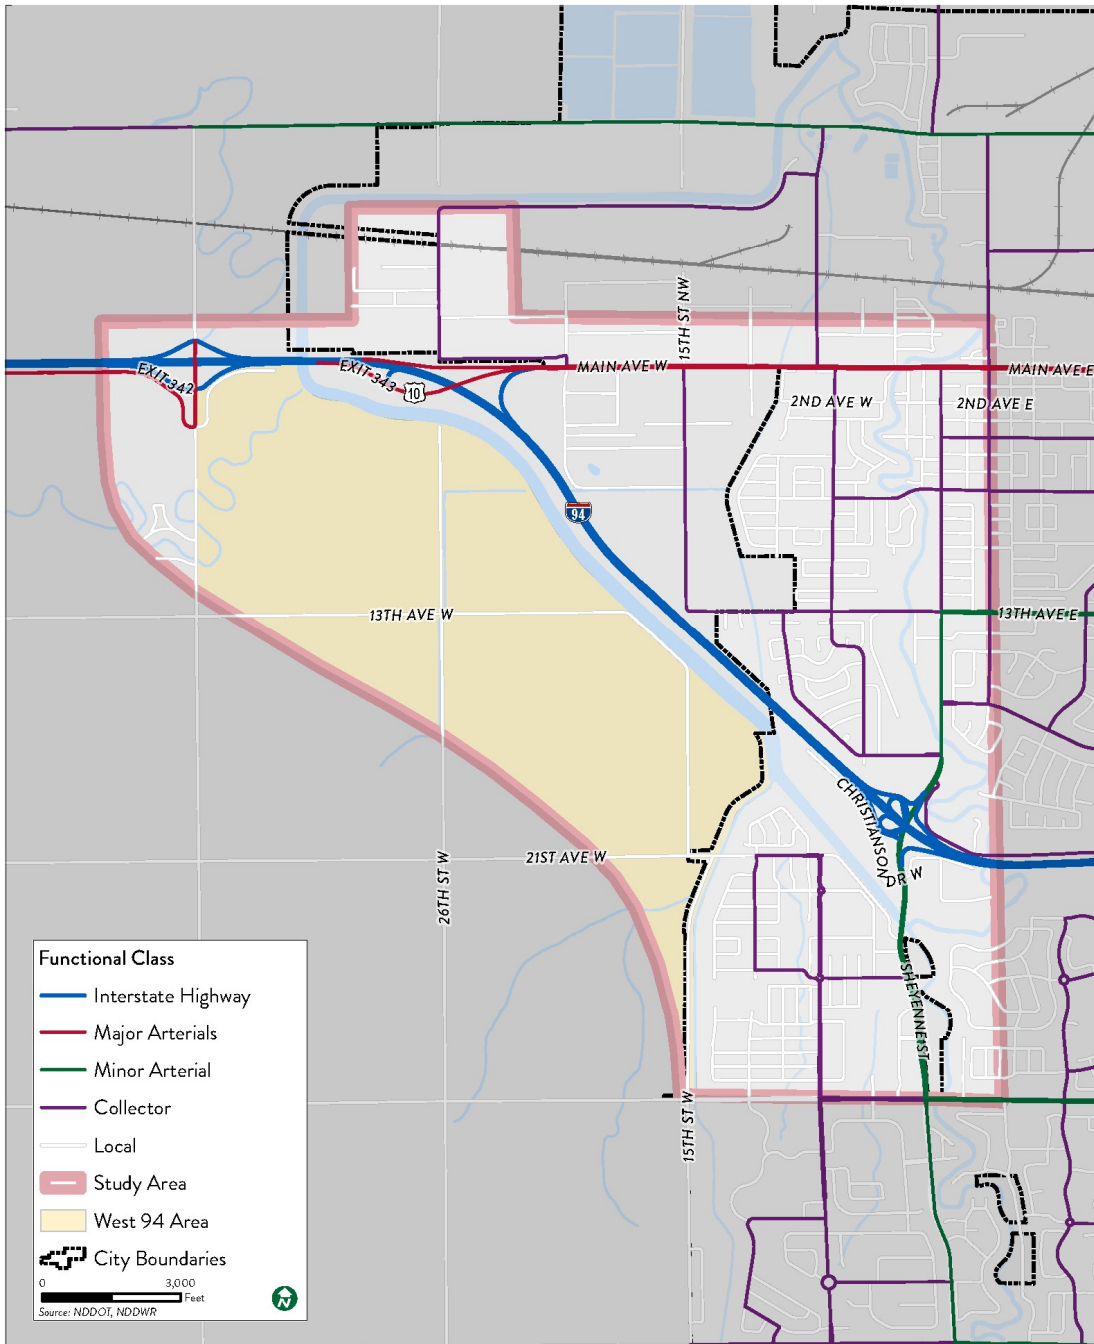 15TH ST NW
MAIN AVE W
MAIN AVE E
EXIT 342
EXIT 343
10
2ND AVE W
2ND AVE E
94
13TH AVE W
13TH AVE E
CHRISTIANSON
DR W
21ST AVE W
26TH ST W
SHEYENNE ST
15TH ST W
Functional Class
Interstate Highway
Major Arterials
Minor Arterial
Collector
Local
Study Area
West 94 Area
City Boundaries
0 3,000
Feet
Source: NDDOT, NDDWR
N